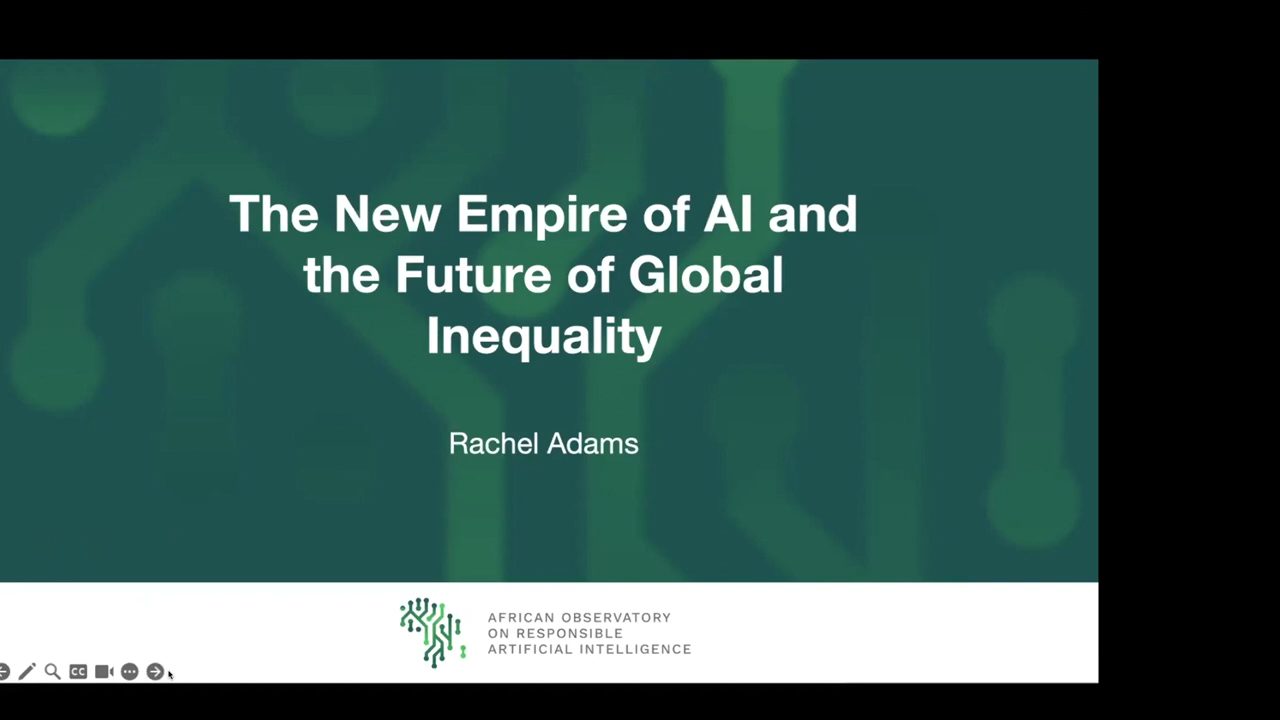 The New Empire of AI and
the Future of Global
Inequality
Rachel Adams
AFRICAN OBSERVATORY
ON RESPONSIBLE
ARTIFICIAL INTELLIGENCE
CC